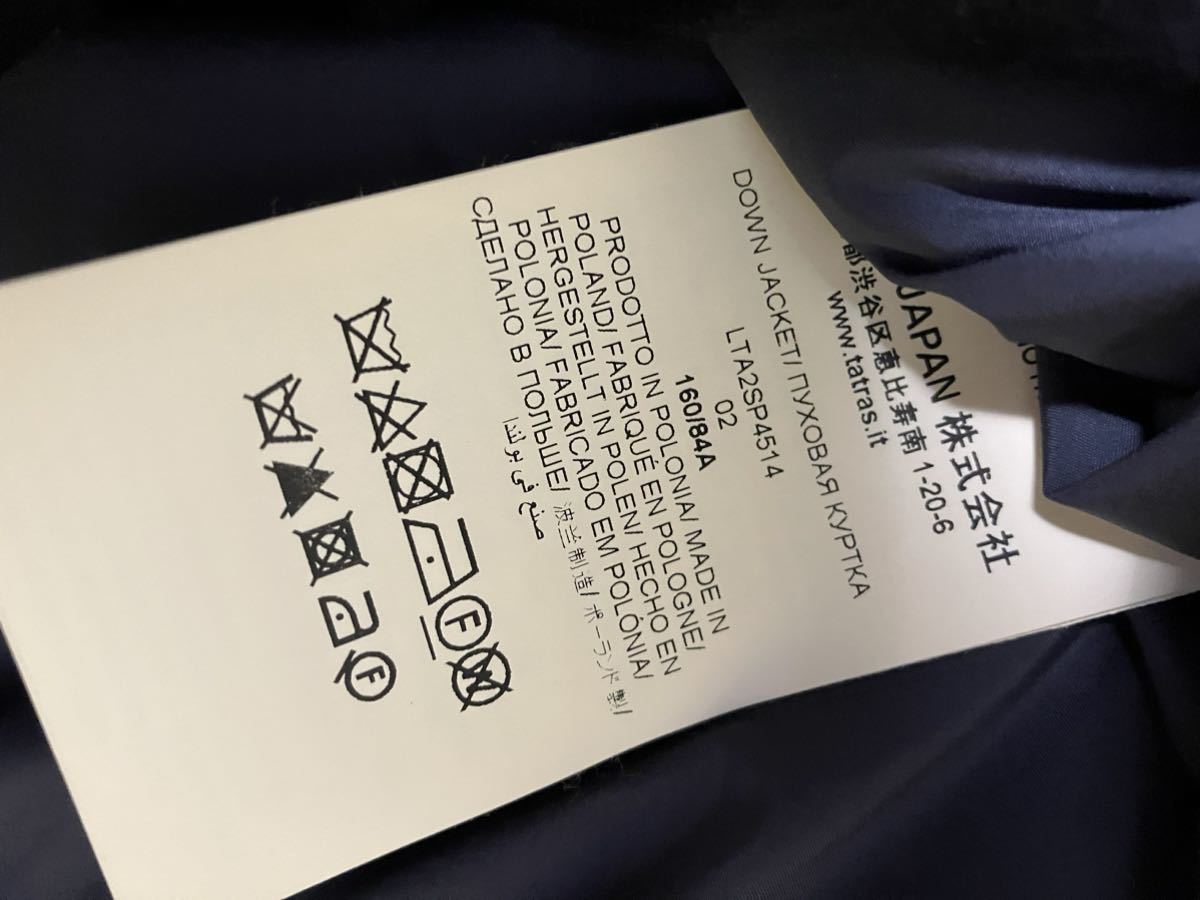 JAPAN 株式会社
都渋谷区恵比寿南 1-20-6
www.tatras.it
DOWN JACKET/ ПУХОВАЯ КУРТКА
LTA2SP4514
02
160/84A
PRODOTTO IN POLONIA/ MADE IN
POLAND/ FABRIQUÉ EN POLOGNE/
HERGESTELLT IN POLEN/ HECHO EN
POLONIA/ FABRICADO EM POLÓNIA/
СДЕЛАНО В ПОЛЬШЕ/ 波兰制造/ ポーランド製/
صنع في بولندا
F W
F